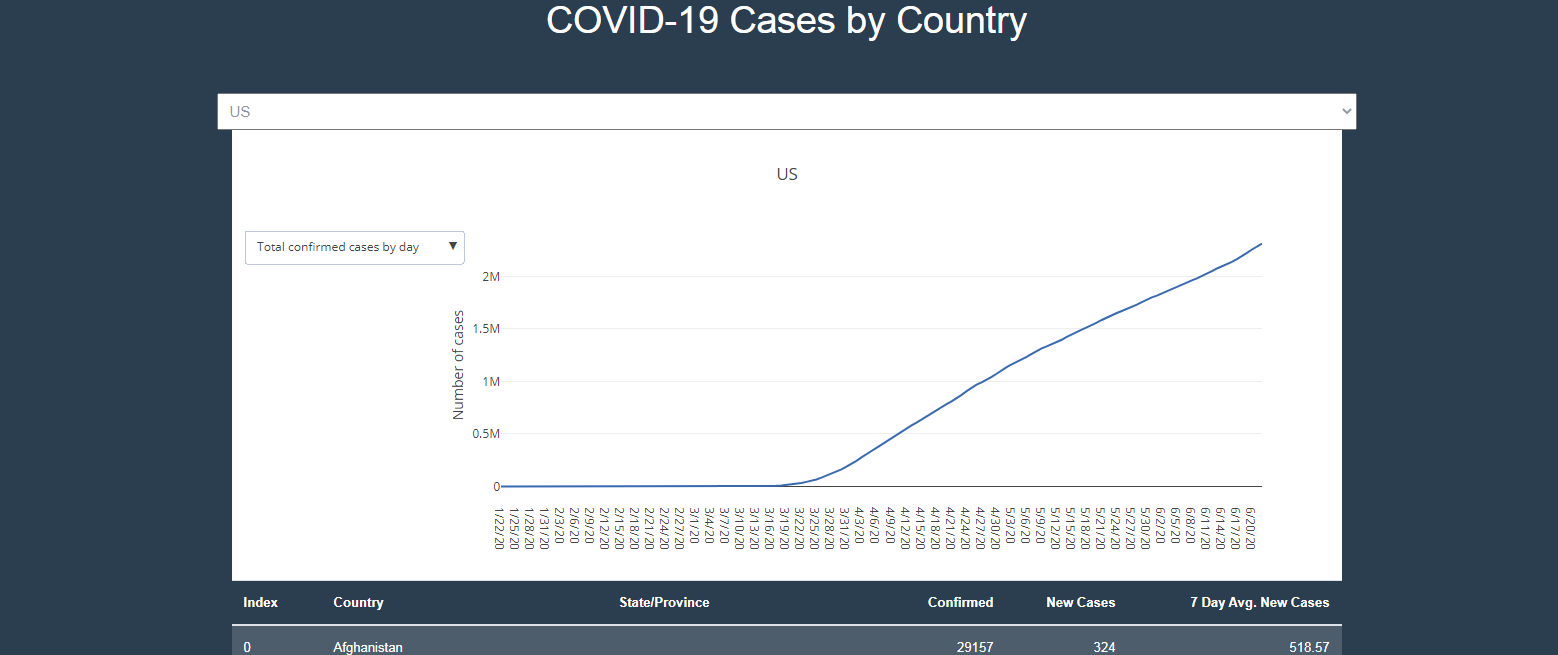 COVID-19 Cases by Country
US
US
Total confirmed cases by day ▼
Number of cases
2M
1.5M
1M
0.5M
0
1/22/20 1/25/20 1/28/20 1/31/20 2/3/20 2/6/20 2/9/20 2/12/20 2/15/20 2/18/20 2/21/20 2/24/20 2/27/20 3/1/20 3/4/20 3/7/20 3/10/20 3/13/20 3/16/20 3/19/20 3/22/20 3/25/20 3/28/20 3/31/20 4/3/20 4/6/20 4/9/20 4/12/20 4/15/20 4/18/20 4/21/20 4/24/20 4/27/20 4/30/20 5/3/20 5/6/20 5/9/20 5/12/20 5/15/20 5/18/20 5/21/20 5/24/20 5/27/20 5/30/20 6/2/20 6/5/20 6/8/20 6/11/20 6/14/20 6/17/20 6/20/20
Index Country State/Province Confirmed New Cases 7 Day Avg. New Cases
0 Afghanistan 29157 324 518.57